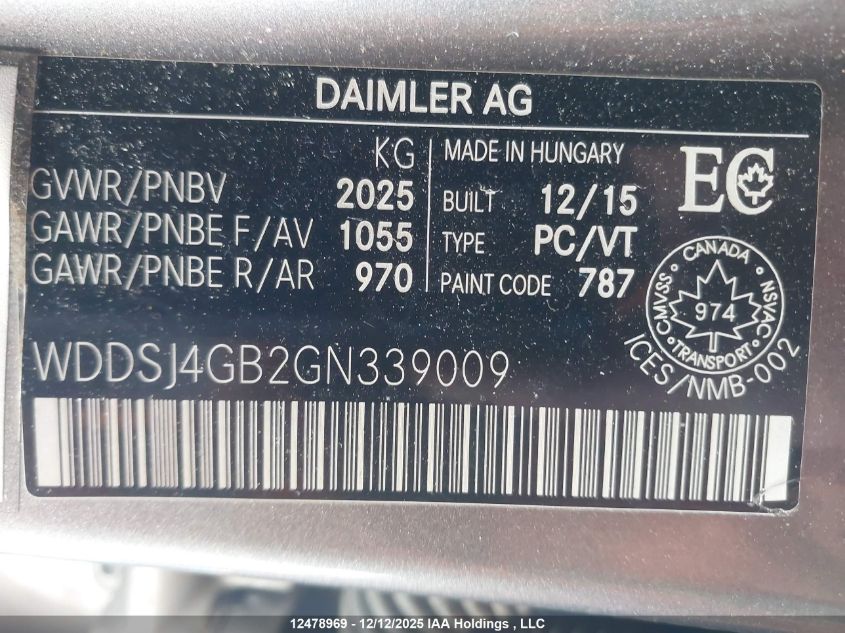 DAIMLER AG
KG
GVWR/PNBV 2025
GAWR/PNBE F/AV 1055
GAWR/PNBE R/AR 970
MADE IN HUNGARY
BUILT 12/15
TYPE PC/VT
PAINT CODE 787
EC
CANADA
CMVSS 974 NSVAC
TRANSPORT
ICES/NMB-002
WDDSJ4GB2GN339009
12478969 - 12/12/2025 IAA Holdings , LLC